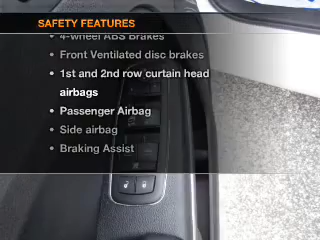 SAFETY FEATURES
• 4-wheel ABS Brakes
• Front Ventilated disc brakes
• 1st and 2nd row curtain head
airbags
• Passenger Airbag
• Side airbag
• Braking Assist